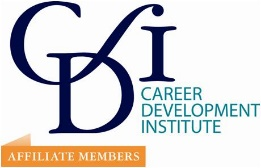 CDi
CAREER
DEVELOPMENT
INSTITUTE
AFFILIATE MEMBERS